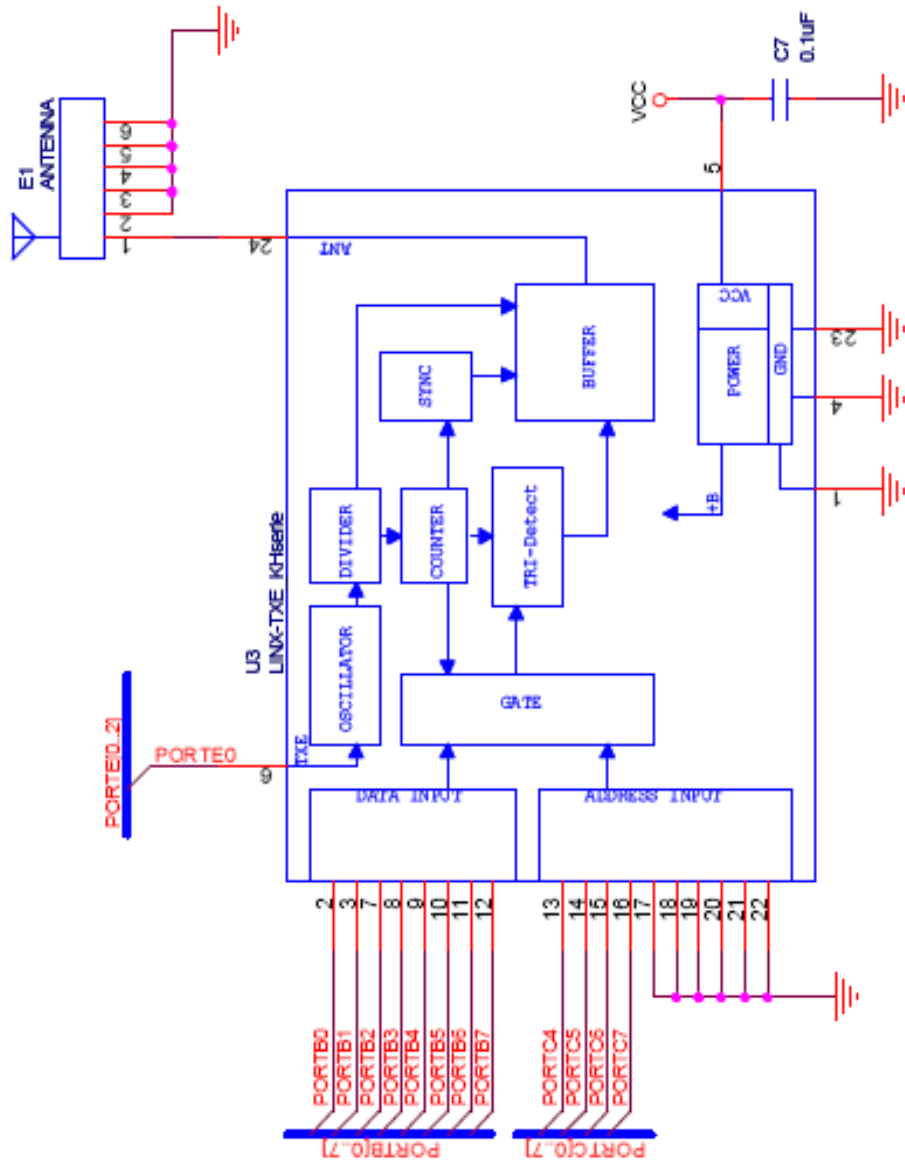 E1
ANTENNA
1
2
3
4
5
6
24
ANT
VCC
C7
0.1uF
5
U3
LINX-TXE KHserie
PORTE[0..2]
PORTE0
6
TXE
OSCILLATOR
DIVIDER
COUNTER
SYNC
TRI-Detect
BUFFER
GATE
DATA INPUT
ADDRESS INPUT
POWER
VCC
GND
+B
1
4
23
PORTB0
PORTB1
PORTB2
PORTB3
PORTB4
PORTB5
PORTB6
PORTB7
2
3
7
8
9
10
11
12
PORTB[0..7]
PORTC4
PORTC5
PORTC6
PORTC7
13
14
15
16
17
18
19
20
21
22
PORTC[0..7]